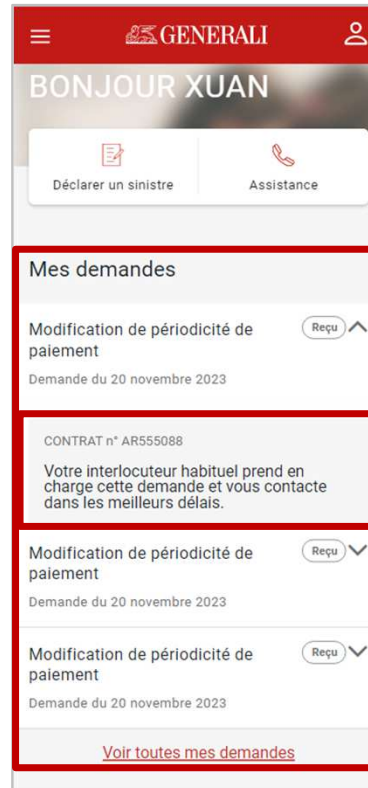 GENERALI
BONJOUR XUAN
Déclarer un sinistre
Assistance
Mes demandes
Modification de périodicité de
paiement
Reçu
Demande du 20 novembre 2023
CONTRAT n° AR555088
Votre interlocuteur habituel prend en
charge cette demande et vous contacte
dans les meilleurs délais.
Modification de périodicité de
paiement
Reçu
Demande du 20 novembre 2023
Modification de périodicité de
paiement
Reçu
Demande du 20 novembre 2023
Voir toutes mes demandes